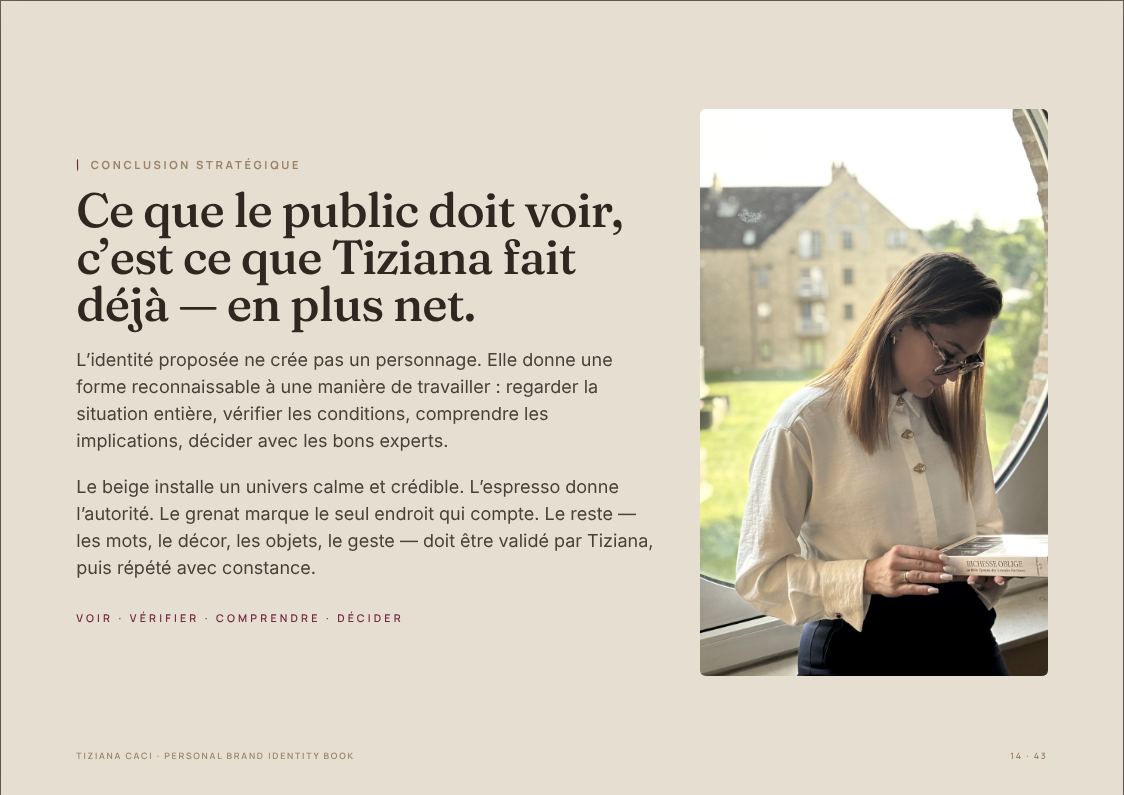 CONCLUSION STRATÉGIQUE
Ce que le public doit voir,
c’est ce que Tiziana fait
déjà — en plus net.
L’identité proposée ne crée pas un personnage. Elle donne une
forme reconnaissable à une manière de travailler : regarder la
situation entière, vérifier les conditions, comprendre les
implications, décider avec les bons experts.
Le beige installe un univers calme et crédible. L’espresso donne
l’autorité. Le grenat marque le seul endroit qui compte. Le reste —
les mots, le décor, les objets, le geste — doit être validé par Tiziana,
puis répété avec constance.
VOIR · VÉRIFIER · COMPRENDRE · DÉCIDER
RICHESSE OBLIGE
TIZIANA CACI · PERSONAL BRAND IDENTITY BOOK
14 · 43